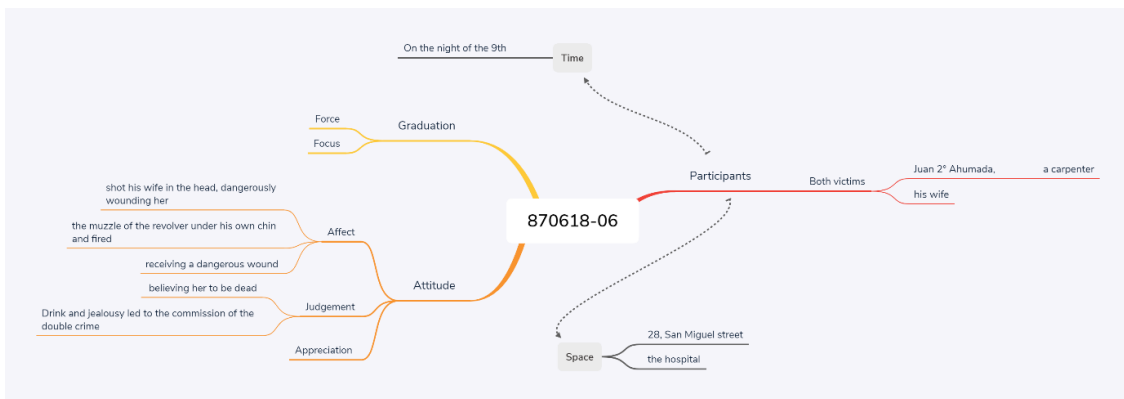 On the night of the 9th
Time
Force
Focus
Graduation
shot his wife in the head, dangerously
wounding her
the muzzle of the revolver under his own chin
and fired
receiving a dangerous wound
Affect
believing her to be dead
Drink and jealousy led to the commission of the
double crime
Judgement
Appreciation
Attitude
870618-06
Participants
Both victims
Juan 2° Ahumada, a carpenter
his wife
Space
28, San Miguel street
the hospital